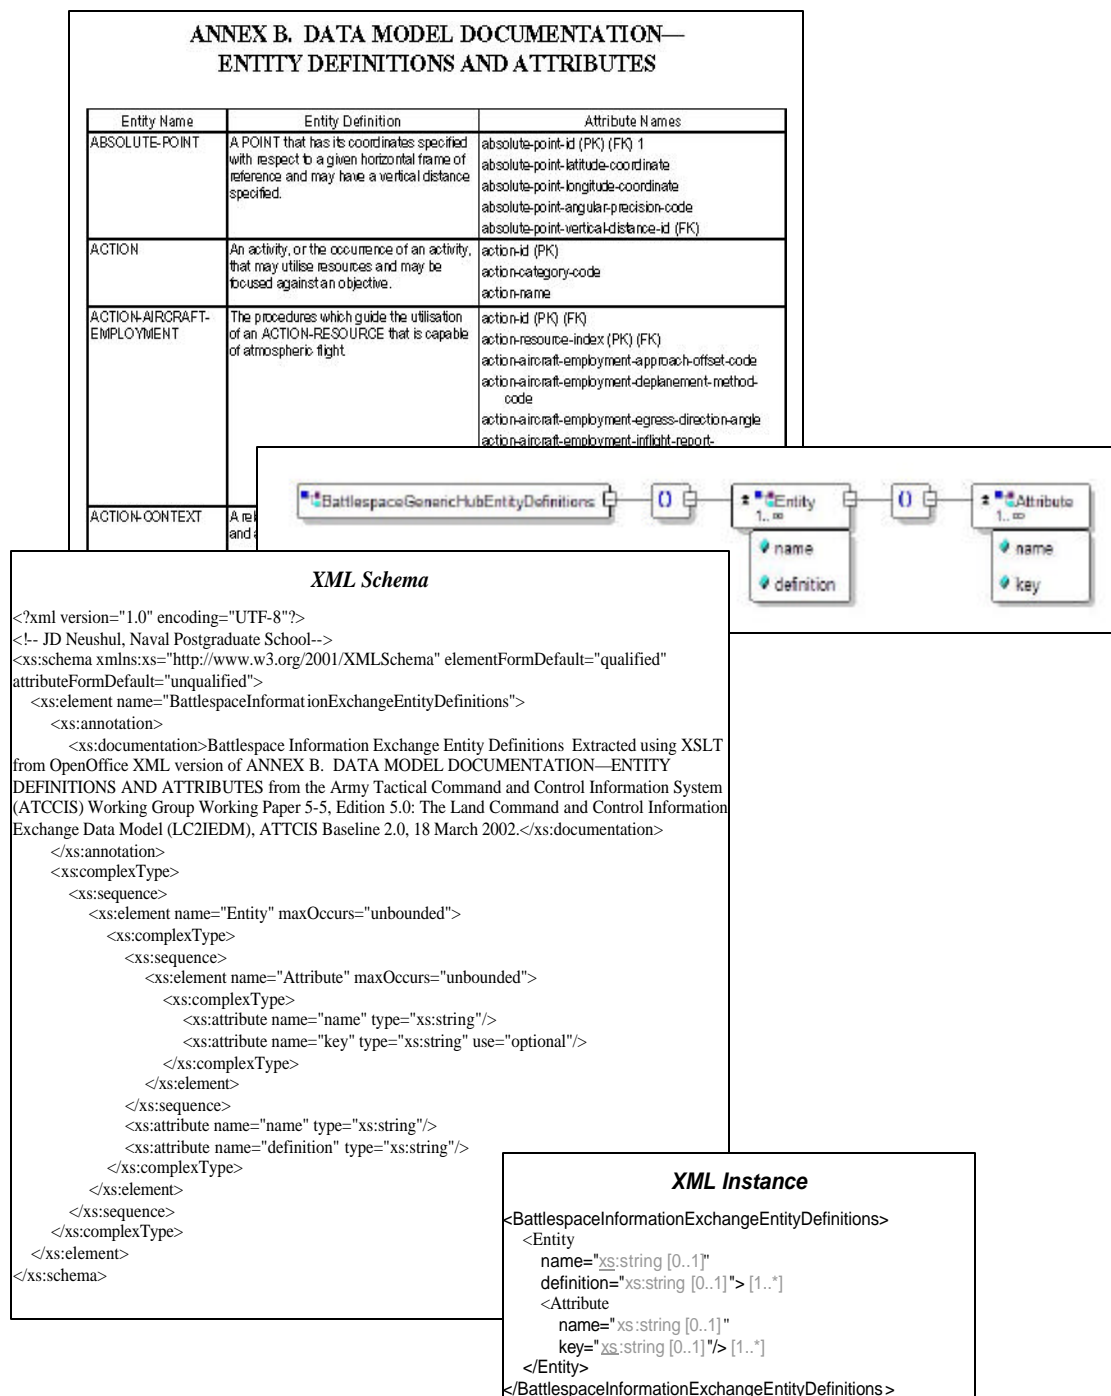 ANNEX B. DATA MODEL DOCUMENTATION—
ENTITY DEFINITIONS AND ATTRIBUTES
Entity Name
Entity Definition
Attribute Names
ABSOLUTE-POINT
A POINT that has its coordinates specified
with respect to a given horizontal frame of
reference and may have a vertical distance
specified.
absolute-point-id (PK) (FK) 1
absolute-point-latitude-coordinate
absolute-point-longitude-coordinate
absolute-point-angular-precision-code
absolute-point-vertical-distance-id (FK)
ACTION
An activity, or the occurrence of an activity,
that may utilise resources and may be
focused against an objective.
action-id (PK)
action-category-code
action-name
ACTION-AIRCRAFT-
EMPLOYMENT
The procedures which guide the utilisation
of an ACTION-RESOURCE that is capable
of atmospheric flight.
action-id (PK) (FK)
action-resource-index (PK) (FK)
action-aircraft-employment-approach-offset-code
action-aircraft-employment-deplanement-method-
code
action-aircraft-employment-egress-direction-angle
action-aircraft-employment-inflight-report-
ACTION-CONTEXT
A
and
BattlespaceGenericHubEntityDefinitions
()
Entity
1..∞
name
definition
()
Attribute
1..∞
name
key
XML Schema
<?xml version="1.0" encoding="UTF-8"?>
<!-- JD Neushul, Naval Postgraduate School-->
<xs:schema xmlns:xs="http://www.w3.org/2001/XMLSchema" elementFormDefault="qualified"
attributeFormDefault="unqualified">
<xs:element name="BattlespaceInformationExchangeEntityDefinitions">
<xs:annotation>
<xs:documentation>Battlespace Information Exchange Entity Definitions Extracted using XSLT
from OpenOffice XML version of ANNEX B. DATA MODEL DOCUMENTATION—ENTITY
DEFINITIONS AND ATTRIBUTES from the Army Tactical Command and Control Information System
(ATCCIS) Working Group Working Paper 5-5, Edition 5.0: The Land Command and Control Information
Exchange Data Model (LC2IEDM), ATTCIS Baseline 2.0, 18 March 2002.</xs:documentation>
</xs:annotation>
<xs:complexType>
<xs:sequence>
<xs:element name="Entity" maxOccurs="unbounded">
<xs:complexType>
<xs:sequence>
<xs:element name="Attribute" maxOccurs="unbounded">
<xs:complexType>
<xs:attribute name="name" type="xs:string"/>
<xs:attribute name="key" type="xs:string" use="optional"/>
</xs:complexType>
</xs:element>
</xs:sequence>
<xs:attribute name="name" type="xs:string"/>
<xs:attribute name="definition" type="xs:string"/>
</xs:complexType>
</xs:element>
</xs:sequence>
</xs:complexType>
</xs:element>
</xs:schema>
XML Instance
<BattlespaceInformationExchangeEntityDefinitions>
<Entity
name="xs:string [0..1]"
definition="xs:string [0..1]"> [1..*]
<Attribute
name="xs:string [0..1]"
key="xs:string [0..1]"/> [1..*]
</Entity>
</BattlespaceInformationExchangeEntityDefinitions>